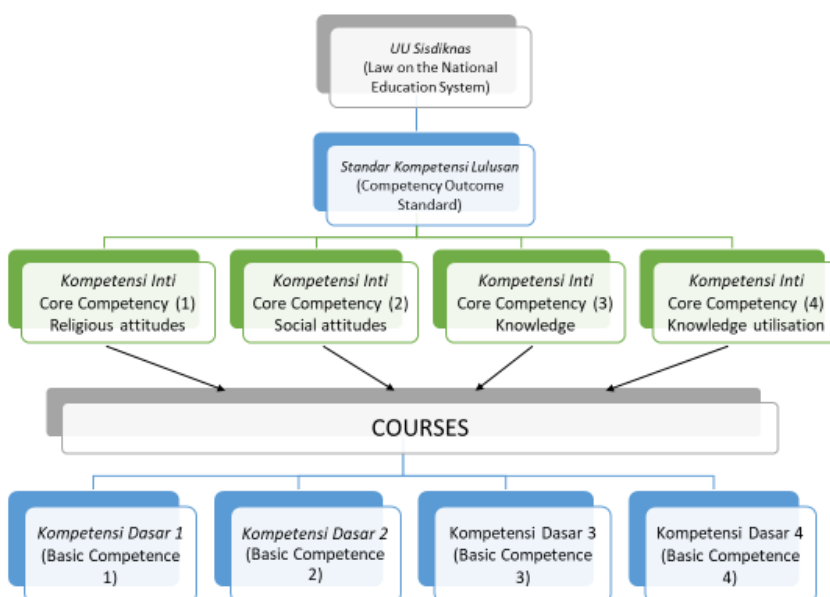 UU Sisdiknas
(Law on the National
Education System)
Standar Kompetensi Lulusan
(Competency Outcome
Standard)
Kompetensi Inti
Core Competency (1)
Religious attitudes
Kompetensi Inti
Core Competency (2)
Social attitudes
Kompetensi Inti
Core Competency (3)
Knowledge
Kompetensi Inti
Core Competency (4)
Knowledge utilisation
COURSES
Kompetensi Dasar 1
(Basic Competence
1)
Kompetensi Dasar 2
(Basic Competence
2)
Kompetensi Dasar 3
(Basic Competence
3)
Kompetensi Dasar 4
(Basic Competence
4)